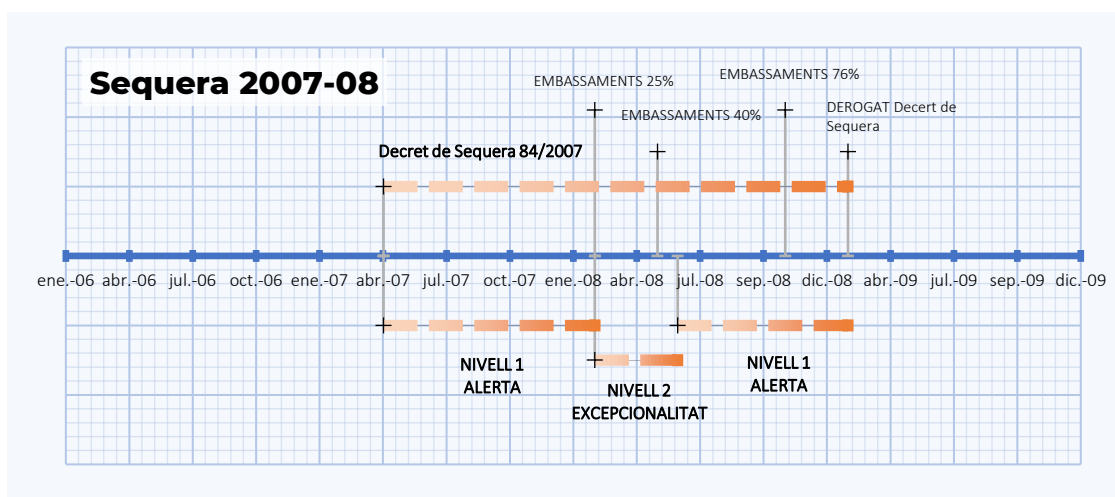 Sequera 2007-08
EMBASSAMENTS 25%
EMBASSAMENTS 76%
EMBASSAMENTS 40%
DEROGAT Decert de
Sequera
Decret de Sequera 84/2007
ene.-06 abr.-06 jul.-06 oct.-06 ene.-07 abr.-07 jul.-07 oct.-07 ene.-08 abr.-08 jul.-08 sep.-08 dic.-08 abr.-09 jul.-09 sep.-09 dic.-09
NIVELL 1
ALERTA
NIVELL 2
EXCEPCIONALITAT
NIVELL 1
ALERTA